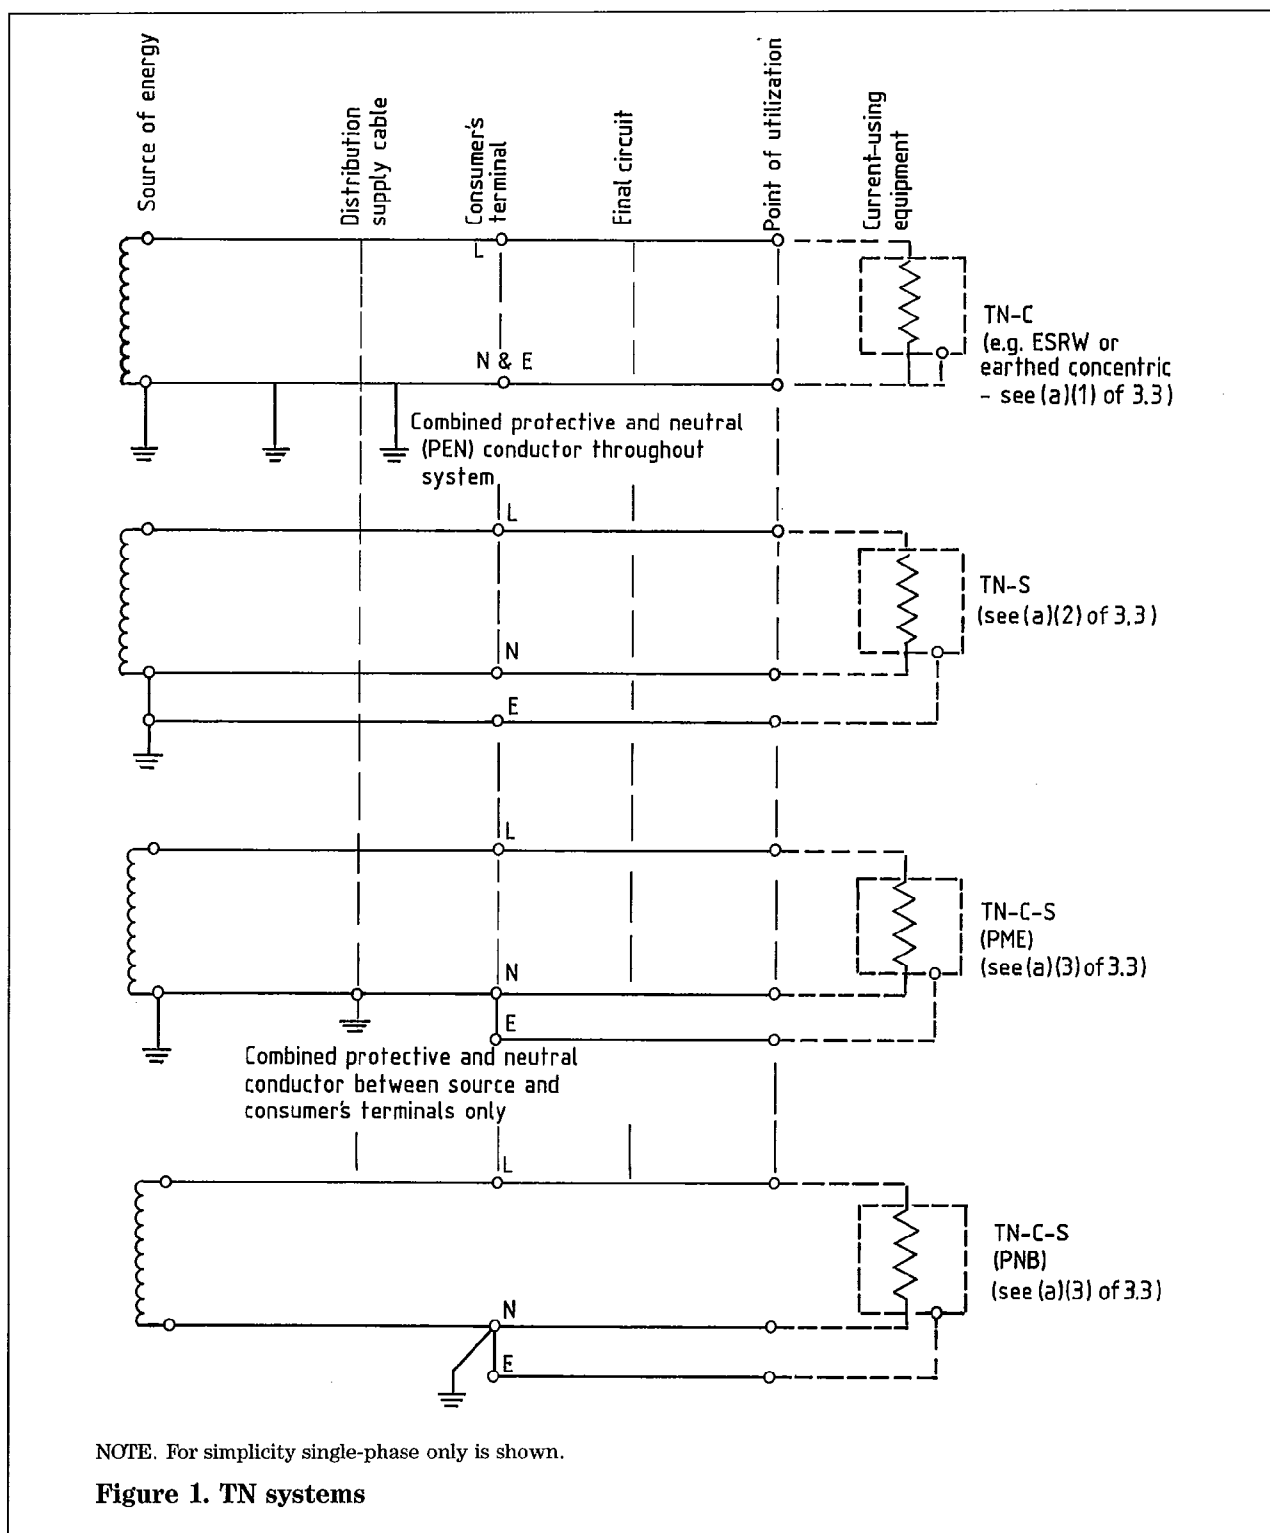 Source of energy
Distribution
supply cable
Consumer's
terminal
Final circuit
Point of utilization
Current-using
equipment
L
N & E
TN-C
(e.g. ESRW or
earthed concentric
- see (a)(1) of 3.3)
Combined protective and neutral
(PEN) conductor throughout
system
L
N
E
TN-S
(see (a)(2) of 3.3)
L
N
E
TN-C-S
(PME)
(see (a)(3) of 3.3)
Combined protective and neutral
conductor between source and
consumer's terminals only
L
N
E
TN-C-S
(PNB)
(see (a)(3) of 3.3)
NOTE. For simplicity single-phase only is shown.
Figure 1. TN systems